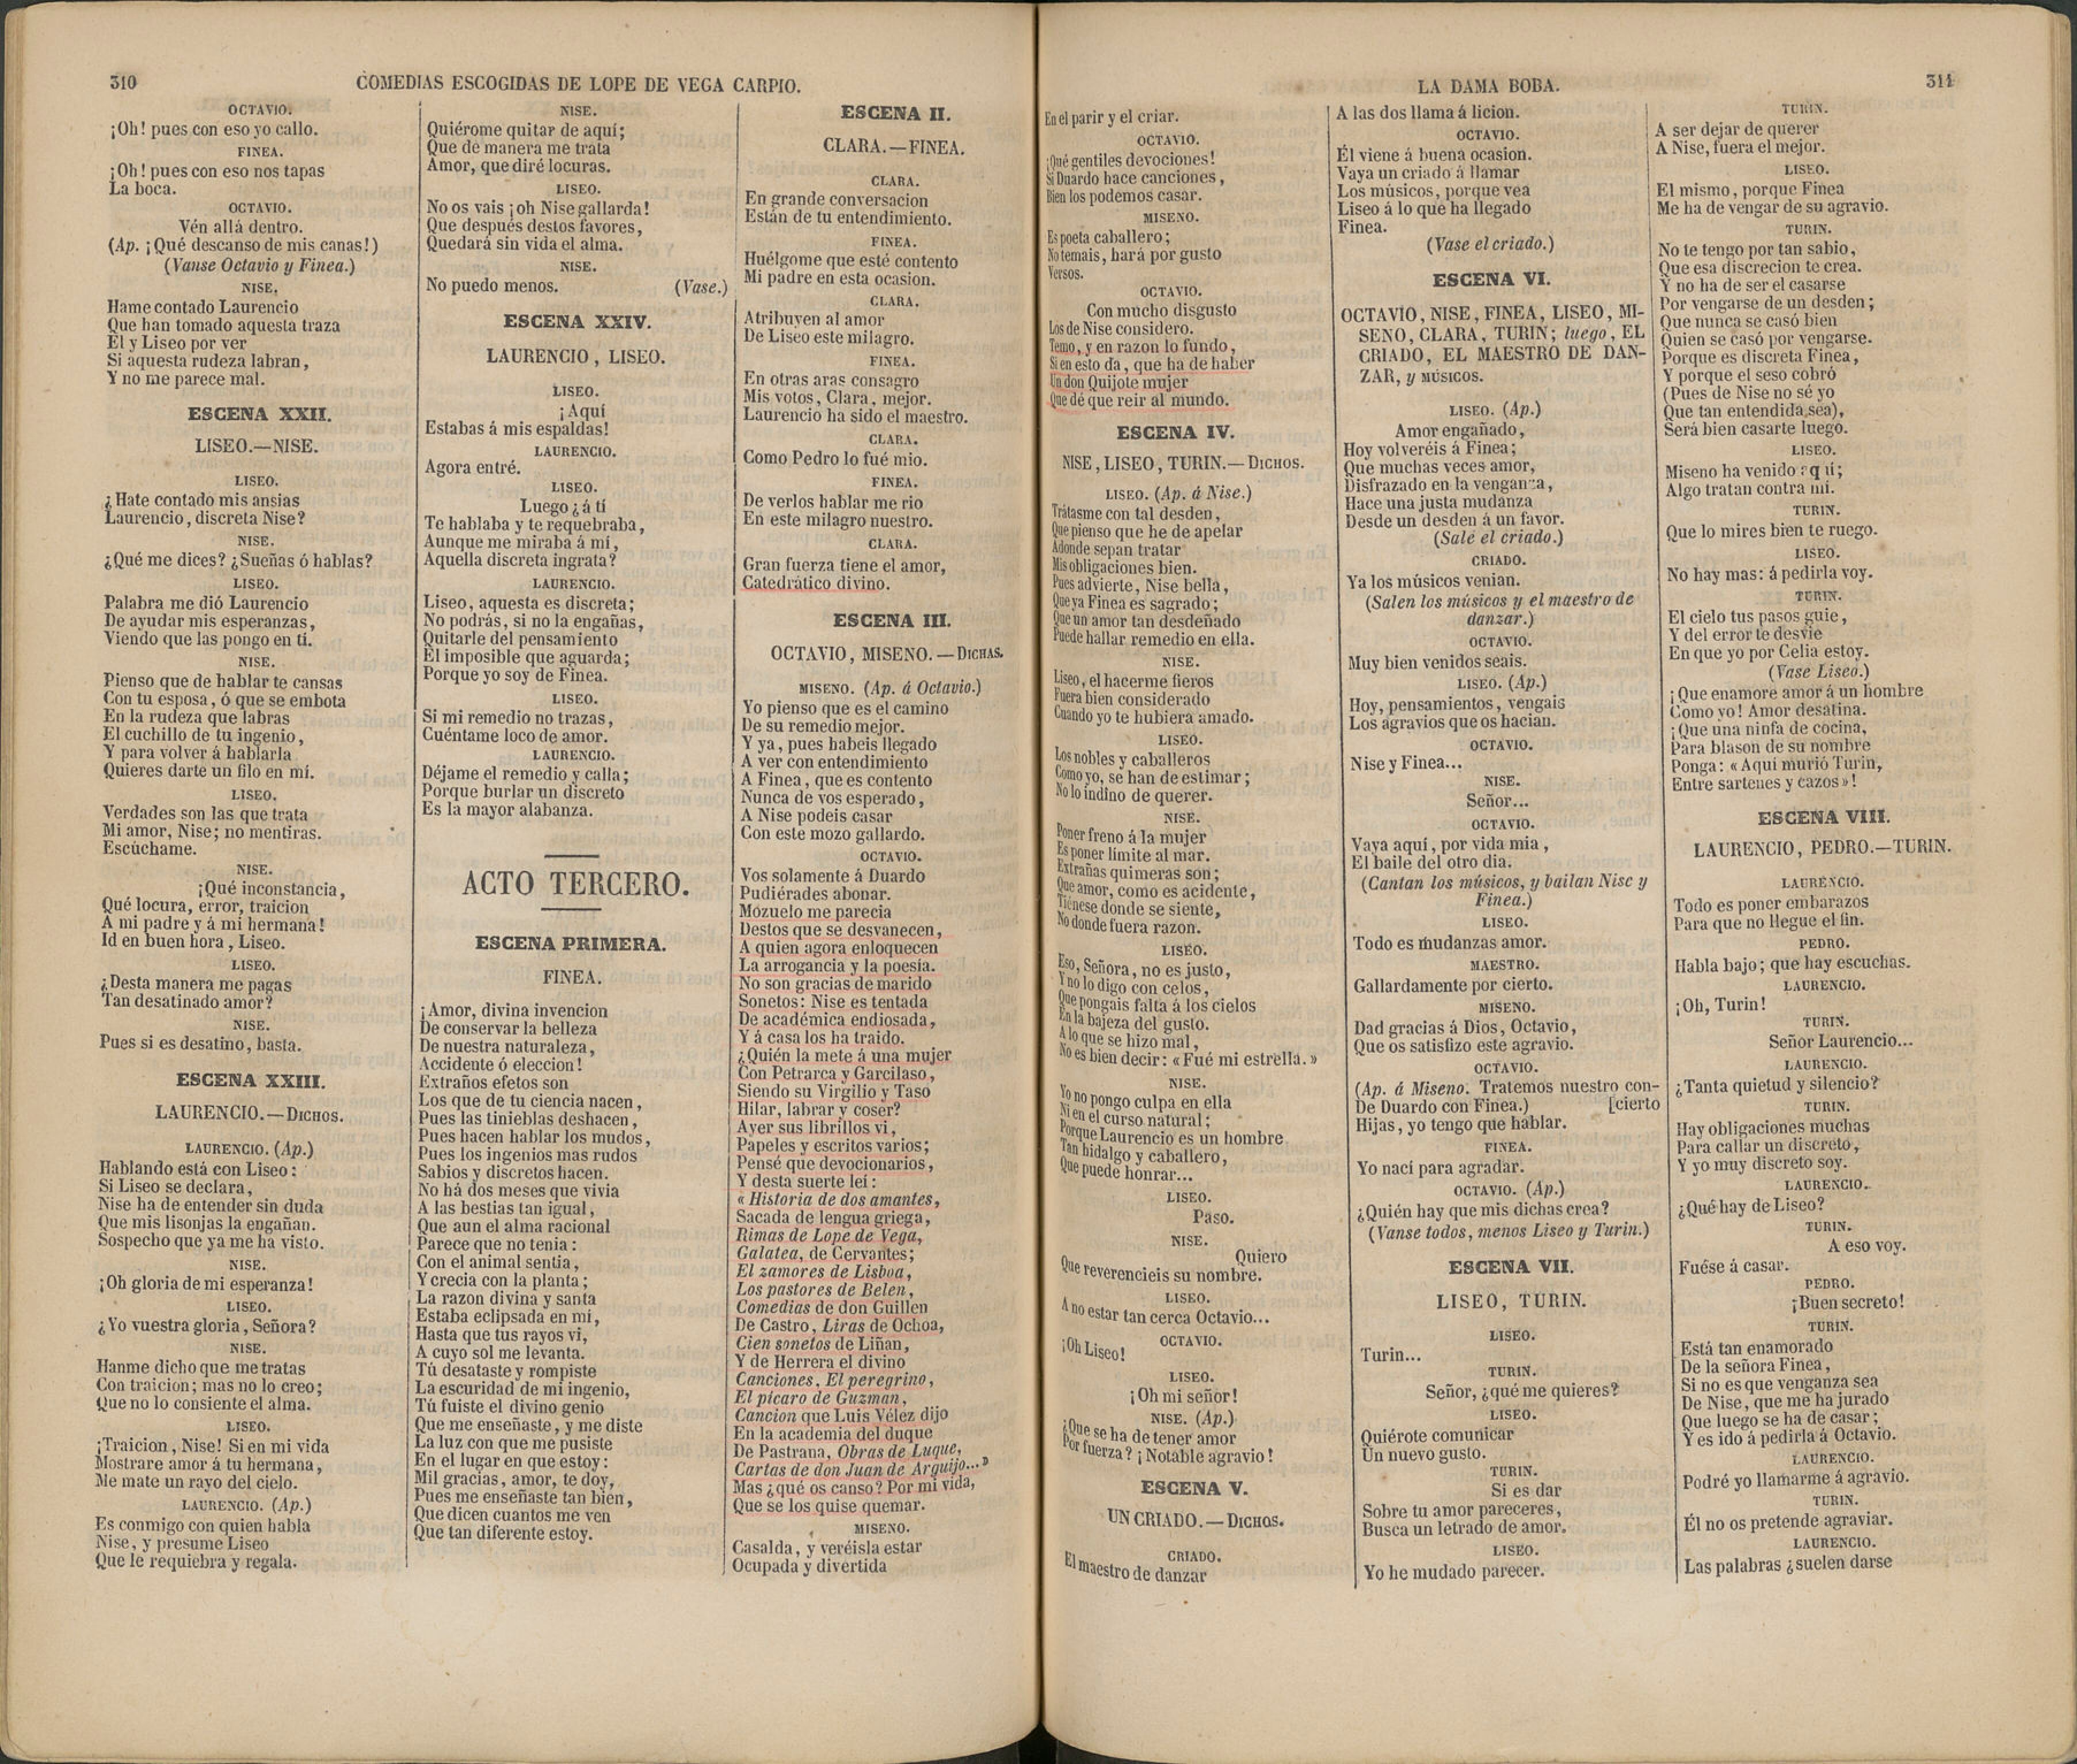 310
COMEDIAS ESCOGIDAS DE LOPE DE VEGA CARPIO.
OCTAVIO.
¡Oh! pues con eso yo callo.
FINEA.
¡Oh! pues con eso nos tapas
La boca.
OCTAVIO.
Vén allá dentro.
(Ap. ¡Qué descanso de mis canas!)
(Vanse Octavio y Finea.)
NISE.
Hame contado Laurencio
Que han tomado aquesta traza
Él y Liseo por ver
Si aquesta rudeza labran,
Y no me parece mal.
ESCENA XXII.
LISEO.—NISE.
LISEO.
¿Hate contado mis ansias
Laurencio, discreta Nise?
NISE.
¿Qué me dices? ¿Sueñas ó hablas?
LISEO.
Palabra me dió Laurencio
De ayudar mis esperanzas,
Viendo que las pongo en ti.
NISE.
Pienso que de hablar te cansas
Con tu esposa, ó que se embota
En la rudeza que labras
El cuchillo de tu ingenio,
Y para volver á hablarla
Quieres darte un filo en mí.
LISEO.
Verdades son las que trata
Mi amor, Nise; no mentiras.
Escúchame.
NISE.
¡Qué inconstancia,
Qué locura, error, traicion
A mi padre y á mi hermana!
Id en buen hora, Liseo.
LISEO.
¿Desta manera me pagas
Tan desatinado amor?
NISE.
Pues si es desatino, basta.
ESCENA XXIII.
LAURENCIO.—DICHOS.
LAURENCIO. (Ap.)
Hablando está con Liseo:
Si Liseo se declara,
Nise ha de entender sin duda
Que mis lisonjas la engañan.
Sospecho que ya me ha visto.
NISE.
¡Oh gloria de mi esperanza!
LISEO.
¿Yo vuestra gloria, Señora?
NISE.
Hanme dicho que me tratas
Con traicion; mas no lo creo;
Que no lo consiente el alma.
LISEO.
¡Traicion, Nise! Si en mi vida
Mostrare amor á tu hermana,
Me mate un rayo del cielo.
LAURENCIO. (Ap.)
Es conmigo con quien habla
Nise, y presume Liseo
Que le requiebra y regala.
NISE.
Quiérome quitar de aquí;
Que de manera me trata
Amor, que diré locuras.
LISEO.
No os vais ¡oh Nise gallarda!
Que después destos favores,
Quedará sin vida el alma.
NISE.
No puedo menos. (Vase.)
ESCENA XXIV.
LAURENCIO, LISEO.
LISEO.
¡Aquí
Estabas á mis espaldas!
LAURENCIO.
Agora entré.
LISEO.
Luego ¿á tí
Te hablaba y te requebraba,
Aunque me miraba á mí,
Aquella discreta ingrata?
LAURENCIO.
Liseo, aquesta es discreta;
No podrás, si no la engañas,
Quitarle del pensamiento
El imposible que aguarda;
Porque yo soy de Finea.
LISEO.
Si mi remedio no trazas,
Cuéntame loco de amor.
LAURENCIO.
Déjame el remedio y calla;
Porque burlar un discreto
Es la mayor alabanza.
ACTO TERCERO.
ESCENA PRIMERA.
FINEA.
¡Amor, divina invencion
De conservar la belleza
De nuestra naturaleza,
Accidente ó eleccion!
Extraños efetos son
Los que de tu ciencia nacen,
Pues las tinieblas deshacen,
Pues hacen hablar los mudos,
Pues los ingenios mas rudos
Sabios y discretos hacen.
No há dos meses que vivia
A las bestias tan igual,
Que aun el alma racional
Parece que no tenia:
Con el animal sentia,
Y crecia con la planta;
La razon divina y santa
Estaba eclipsada en mí,
Hasta que tus rayos vi,
A cuyo sol me levanta.
Tú desataste y rompiste
La escuridad de mi ingenio,
Tú fuiste el divino genio
Que me enseñaste, y me diste
La luz con que me pusiste
En el lugar en que estoy:
Mil gracias, amor, te doy,
Pues me enseñaste tan bien,
Que dicen cuantos me ven
Que tan diferente estoy.
ESCENA II.
CLARA.—FINEA.
CLARA.
En grande conversacion
Están de tu entendimiento.
FINEA.
Huélgome que esté contento
Mi padre en esta ocasion.
CLARA.
Atribuyen al amor
De Liseo este milagro.
FINEA.
En otras aras consagro
Mis votos, Clara, mejor.
Laurencio ha sido el maestro.
CLARA.
Como Pedro lo fué mio.
FINEA.
De verlos hablar me rio
En este milagro nuestro.
CLARA.
Gran fuerza tiene el amor,
Catedrático divino.
ESCENA III.
OCTAVIO, MISENO.—DICHAS.
MISENO. (Ap. á Octavio.)
Yo pienso que es el camino
De su remedio mejor.
Y ya, pues habeis llegado
A ver con entendimiento
A Finea, que es contento
Nunca de vos esperado,
A Nise podeis casar
Con este mozo gallardo.
OCTAVIO.
Vos solamente á Duardo
Pudiérades abonar.
Mozuelo me parecia
Destos que se desvanecen,
A quien agora enloquecen
La arrogancia y la poesía.
No son gracias de marido
Sonetos: Nise es tentada
De académica endiosada,
Y á casa los ha traido.
¿Quién la mete á una mujer
Con Petrarca y Garcilaso,
Siendo su Virgilio y Taso
Hilar, labrar y coser?
Ayer sus librillos vi,
Papeles y escritos varios;
Pensé que devocionarios,
Y desta suerte leí:
«Historia de dos amantes,
Sacada de lengua griega,
Rimas de Lope de Vega,
Galatea, de Cervantes;
El zamores de Lisboa,
Los pastores de Belen,
Comedias de don Guillen
De Castro, Liras de Ochoa,
Cien sonetos de Liñan,
Y de Herrera el divino
Canciones, El peregrino,
El pícaro de Guzman,
Cancion que Luis Vélez dijo
En la academia del duque
De Pastrana, Obras de Luque,
Cartas de don Juan de Arguijo...»
Mas ¿qué os canso? Por mi vida,
Que se los quise quemar.
MISENO.
Casalda, y veréisla estar
Ocupada y divertida
LA DAMA BOBA.
311
En el parir y el criar.
OCTAVIO.
¡Qué gentiles devociones!
Si Duardo hace canciones,
Bien los podemos casar.
MISENO.
Es poeta caballero;
No temais, hará por gusto
Versos.
OCTAVIO.
Con mucho disgusto
Los de Nise considero.
Temo, y en razon lo fundo,
Si en esto da, que ha de haber
Un don Quijote mujer
Que dé que reir al mundo.
ESCENA IV.
NISE, LISEO, TURIN.—DICHOS.
LISEO. (Ap. á Nise.)
Trátasme con tal desden,
Que pienso que he de apelar
Adonde sepan tratar
Mis obligaciones bien.
Pues advierte, Nise bella,
Que ya Finea es sagrado;
Que un amor tan desdeñado
Puede hallar remedio en ella.
NISE.
Liseo, el hacerme fieros
Fuera bien considerado
Cuando yo te hubiera amado.
LISEO.
Los nobles y caballeros
Como yo, se han de estimar;
No lo indino de querer.
NISE.
Poner freno á la mujer
Es poner límite al mar.
Extrañas quimeras son;
Que amor, como es acidente,
Tiénese donde se siente,
No donde fuera razon.
LISEO.
Eso, Señora, no es justo,
Y no lo digo con celos,
Que pongais falta á los cielos
En la bajeza del gusto.
A lo que se hizo mal,
No es bien decir: «Fué mi estrella.»
NISE.
Yo no pongo culpa en ella
Ni en el curso natural;
Porque Laurencio es un hombre
Tan hidalgo y caballero,
Que puede honrar...
LISEO.
Paso.
NISE.
Quiero
Que reverencieis su nombre.
LISEO.
A no estar tan cerca Octavio...
OCTAVIO.
¡Oh Liseo!
LISEO.
¡Oh mi señor!
NISE. (Ap.)
¿Que se ha de tener amor
Por fuerza? ¡Notable agravio!
ESCENA V.
UN CRIADO.—DICHOS.
CRIADO.
El maestro de danzar
A las dos llama á licion.
OCTAVIO.
Él viene á buena ocasion.
Vaya un criado á llamar
Los músicos, porque vea
Liseo á lo que ha llegado
Finea.
(Vase el criado.)
ESCENA VI.
OCTAVIO, NISE, FINEA, LISEO, MI-
SENO, CLARA, TURIN; luego, EL
CRIADO, EL MAESTRO DE DAN-
ZAR, y MÚSICOS.
LISEO. (Ap.)
Amor engañado,
Hoy volveréis á Finea;
Que muchas veces amor,
Disfrazado en la venganza,
Hace una justa mudanza
Desde un desden á un favor.
(Sale el criado.)
CRIADO.
Ya los músicos venian.
(Salen los músicos y el maestro de
danzar.)
OCTAVIO.
Muy bien venidos seais.
LISEO. (Ap.)
Hoy, pensamientos, vengais
Los agravios que os hacian.
OCTAVIO.
Nise y Finea...
NISE.
Señor...
OCTAVIO.
Vaya aquí, por vida mia,
El baile del otro dia.
(Cantan los músicos, y bailan Nise y
Finea.)
LISEO.
Todo es mudanzas amor.
MAESTRO.
Gallardamente por cierto.
MISENO.
Dad gracias á Dios, Octavio,
Que os satisfizo este agravio.
OCTAVIO.
(Ap. á Miseno. Tratemos nuestro con-
De Duardo con Finea.) [cierto
Hijas, yo tengo que hablar.
FINEA.
Yo nací para agradar.
OCTAVIO. (Ap.)
¿Quién hay que mis dichas crea?
(Vanse todos, menos Liseo y Turin.)
ESCENA VII.
LISEO, TURIN.
LISEO.
Turin...
TURIN.
Señor, ¿qué me quieres?
LISEO.
Quiérote comunicar
Un nuevo gusto.
TURIN.
Si es dar
Sobre tu amor pareceres,
Busca un letrado de amor.
LISEO.
Yo he mudado parecer.
TURIN.
A ser dejar de querer
A Nise, fuera el mejor.
LISEO.
El mismo, porque Finea
Me ha de vengar de su agravio.
TURIN.
No te tengo por tan sabio,
Que esa discrecion te crea.
Y no ha de ser el casarse
Por vengarse de un desden;
Que nunca se casó bien
Quien se casó por vengarse.
Porque es discreta Finea,
Y porque el seso cobró
(Pues de Nise no sé yo
Que tan entendida sea),
Será bien casarte luego.
LISEO.
Miseno ha venido aquí;
Algo tratan contra mí.
TURIN.
Que lo mires bien te ruego.
LISEO.
No hay mas: á pedirla voy.
TURIN.
El cielo tus pasos guie,
Y del error te desvie
En que yo por Celia estoy.
(Vase Liseo.)
¡Que enamore amor á un hombre
Como yo! Amor desatina.
¡Que una ninfa de cocina,
Para blason de su nombre
Ponga: «Aquí murió Turin,
Entre sartenes y cazos»!
ESCENA VIII.
LAURENCIO, PEDRO.—TURIN.
LAURENCIO.
Todo es poner embarazos
Para que no llegue el fin.
PEDRO.
Habla bajo; que hay escuchas.
LAURENCIO.
¡Oh, Turin!
TURIN.
Señor Laurencio...
LAURENCIO.
¿Tanta quietud y silencio?
TURIN.
Hay obligaciones muchas
Para callar un discreto,
Y yo muy discreto soy.
LAURENCIO.
¿Qué hay de Liseo?
TURIN.
A eso voy.
Fuése á casar.
PEDRO.
¡Buen secreto!
TURIN.
Está tan enamorado
De la señora Finea,
Si no es que venganza sea
De Nise, que me ha jurado
Que luego se ha de casar;
Y es ido á pedirla á Octavio.
LAURENCIO.
Podré yo llamarme á agravio.
TURIN.
Él no os pretende agraviar.
LAURENCIO.
Las palabras ¿suelen darse